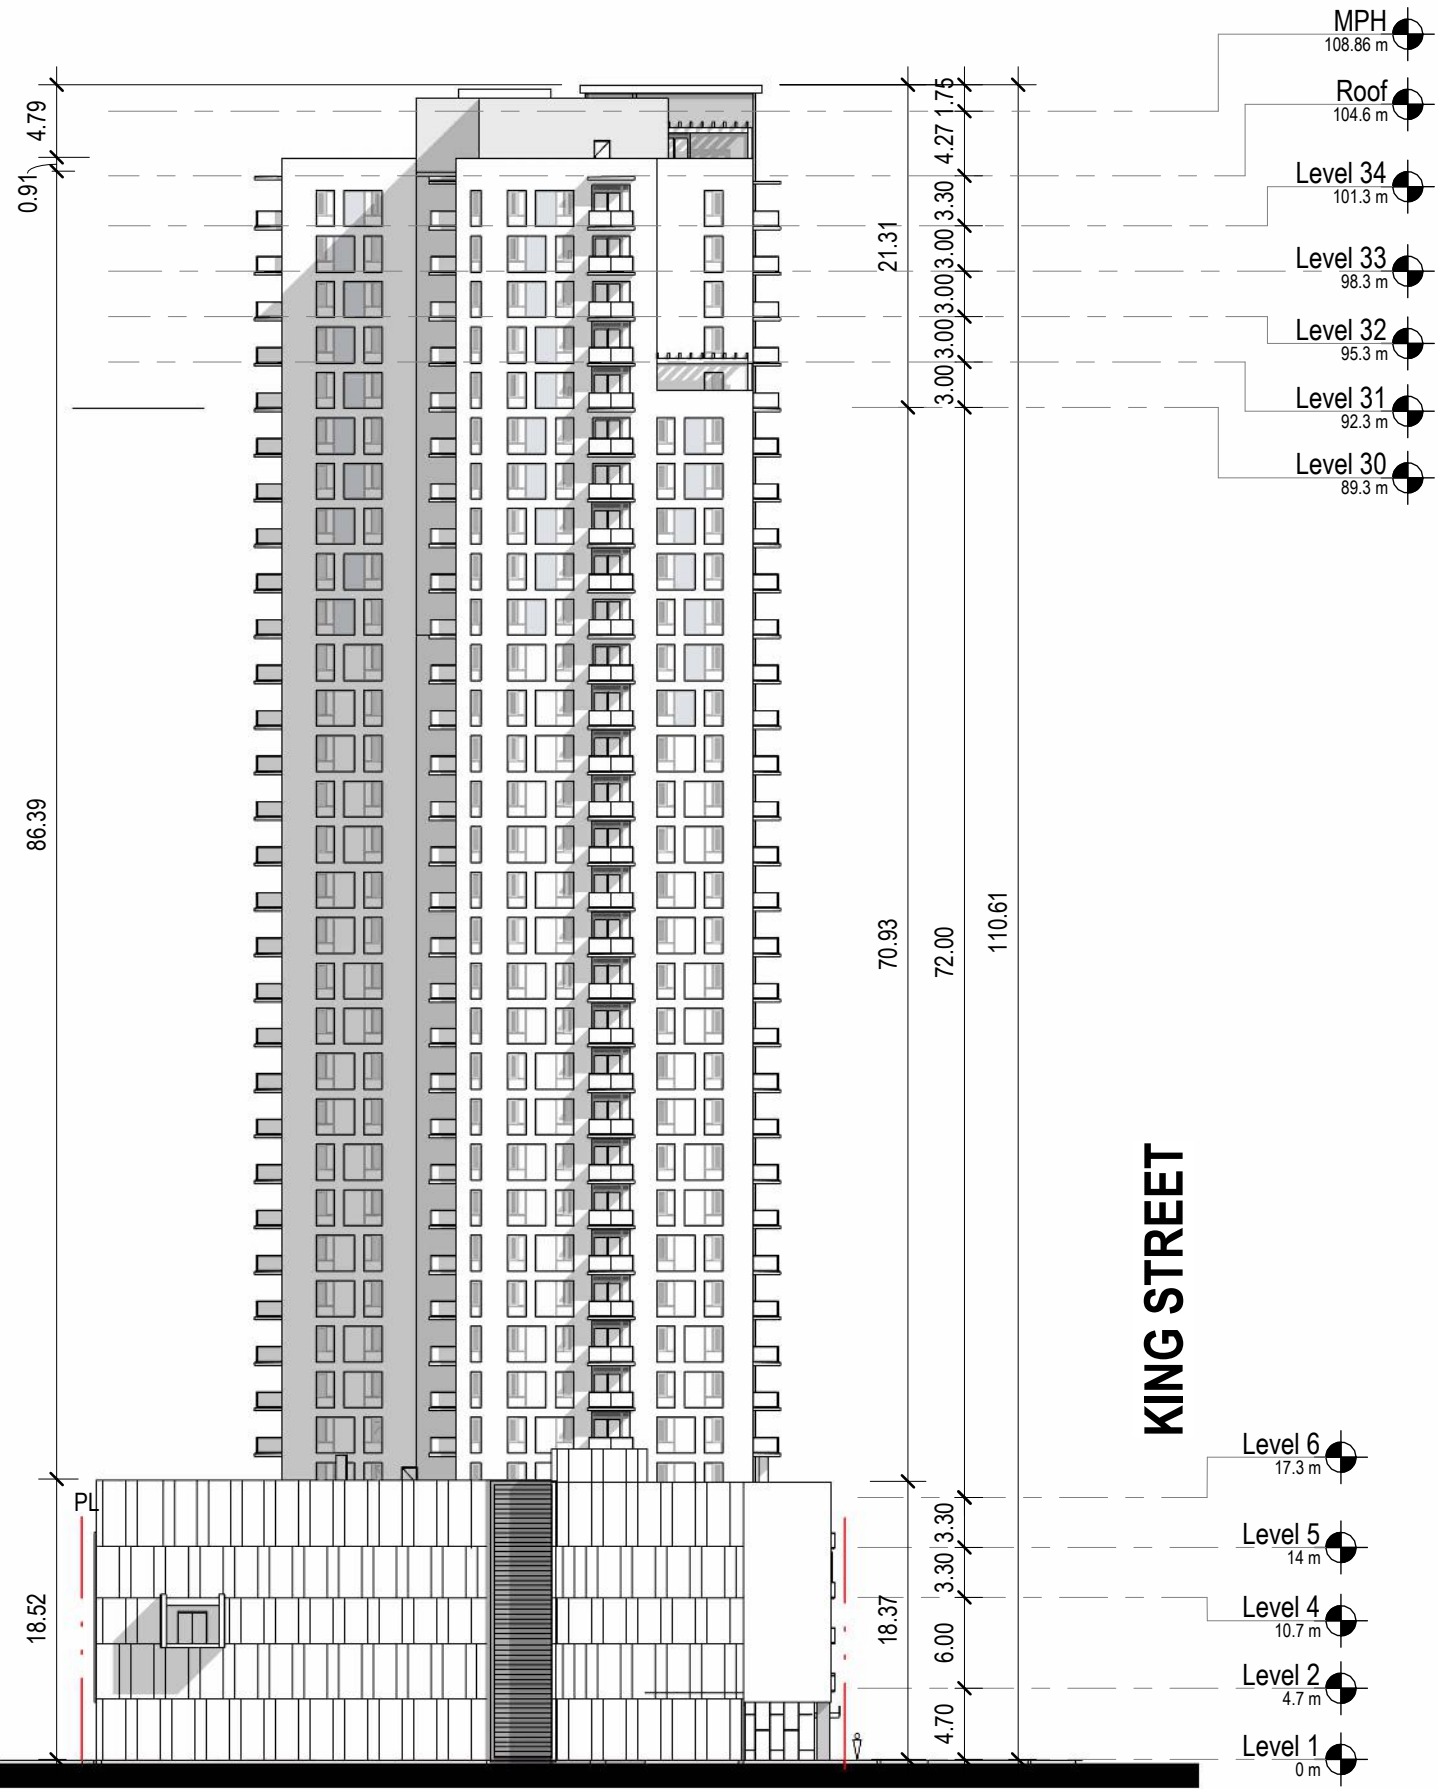 MPH
108.86 m
Roof
104.6 m
Level 34
101.3 m
Level 33
98.3 m
Level 32
95.3 m
Level 31
92.3 m
Level 30
89.3 m
4.79
0.91
86.39
18.52
21.31
70.93
18.37
1.75
4.27
3.30
3.00
3.00
3.00
3.00
72.00
3.30
3.30
6.00
4.70
110.61
KING STREET
PL
Level 6
17.3 m
Level 5
14 m
Level 4
10.7 m
Level 2
4.7 m
Level 1
0 m